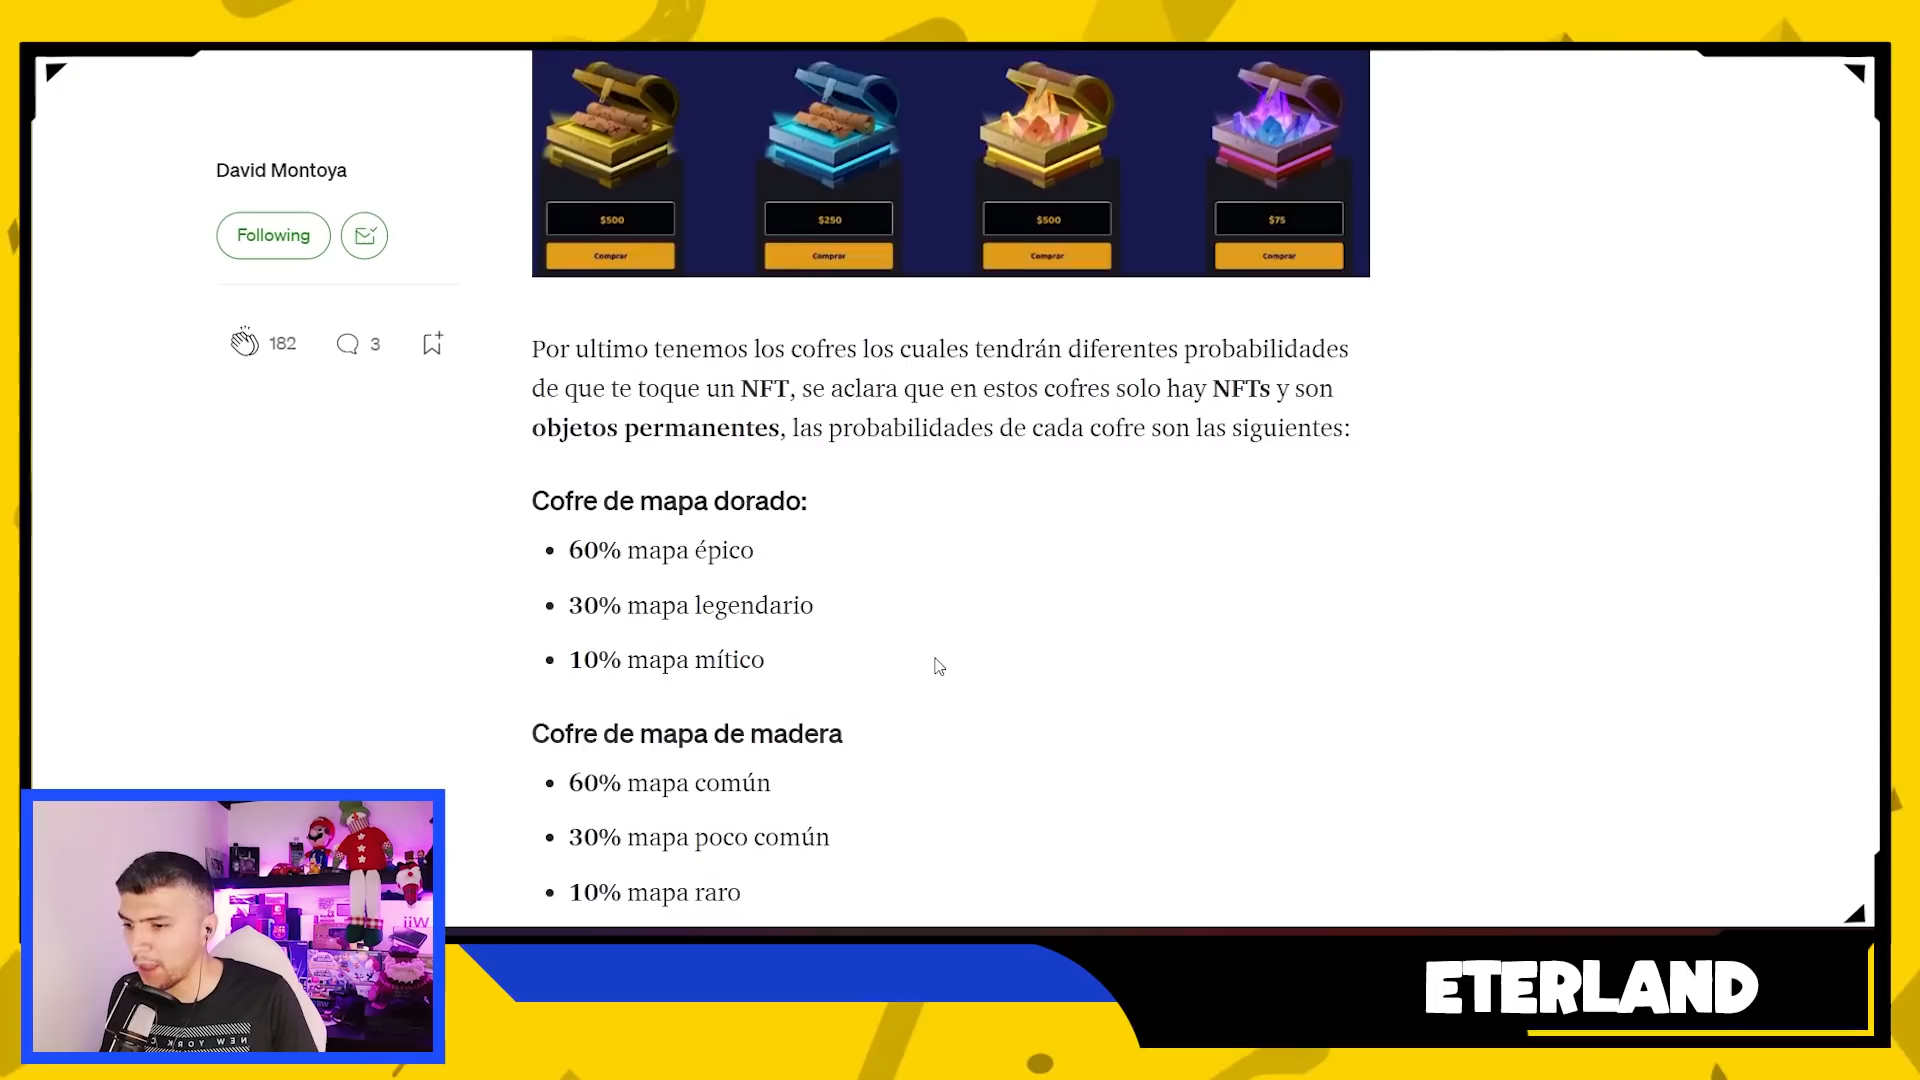 $500
$250
$500
$75
Comprar
Comprar
Comprar
Comprar
David Montoya
Following
182
3
Por ultimo tenemos los cofres los cuales tendrán diferentes probabilidades
de que te toque un NFT, se aclara que en estos cofres solo hay NFTs y son
objetos permanentes, las probabilidades de cada cofre son las siguientes:
Cofre de mapa dorado:
• 60% mapa épico
• 30% mapa legendario
• 10% mapa mítico
Cofre de mapa de madera
• 60% mapa común
• 30% mapa poco común
• 10% mapa raro
Wii
NEW YORK C
ETERLAND